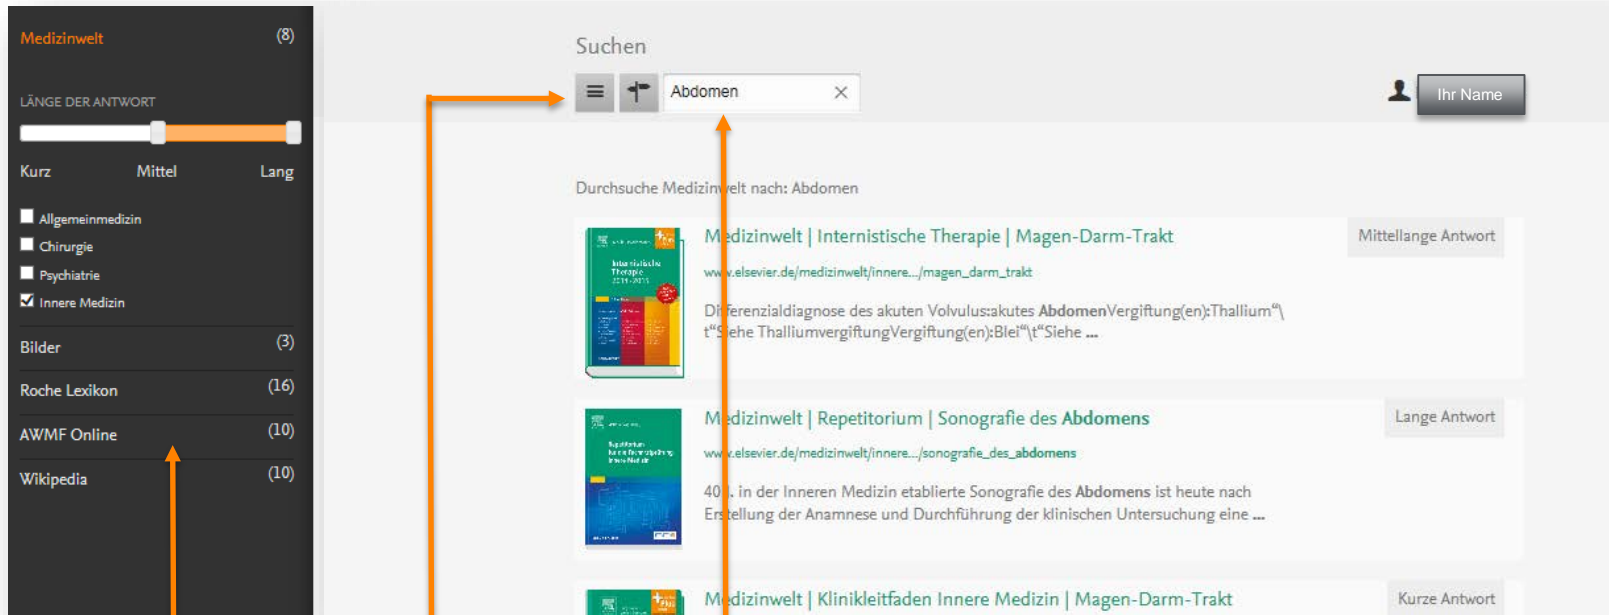 Medizinwelt (8)
LÄNGE DER ANTWORT
Kurz Mittel Lang
Allgemeinmedizin
Chirurgie
Psychiatrie
Innere Medizin
Bilder (3)
Roche Lexikon (16)
AWMF Online (10)
Wikipedia (10)
Suchen
Abdomen
Ihr Name
Durchsuche Medizinwelt nach: Abdomen
Internistische
Therapie
Medizinwelt | Internistische Therapie | Magen-Darm-Trakt
Mittellange Antwort
www.elsevier.de/medizinwelt/innere.../magen_darm_trakt
Differenzialdiagnose des akuten Volvulus:akutes AbdomenVergiftung(en):Thallium“\
t“Siehe ThalliumvergiftungVergiftung(en):Blei“\t“Siehe ...
Repetitorium
Medizinwelt | Repetitorium | Sonografie des Abdomens
Lange Antwort
www.elsevier.de/medizinwelt/innere.../sonografie_des_abdomens
40 J. in der Inneren Medizin etablierte Sonografie des Abdomens ist heute nach
Erstellung der Anamnese und Durchführung der klinischen Untersuchung eine ...
Medizinwelt | Klinikleitfaden Innere Medizin | Magen-Darm-Trakt
Kurze Antwort